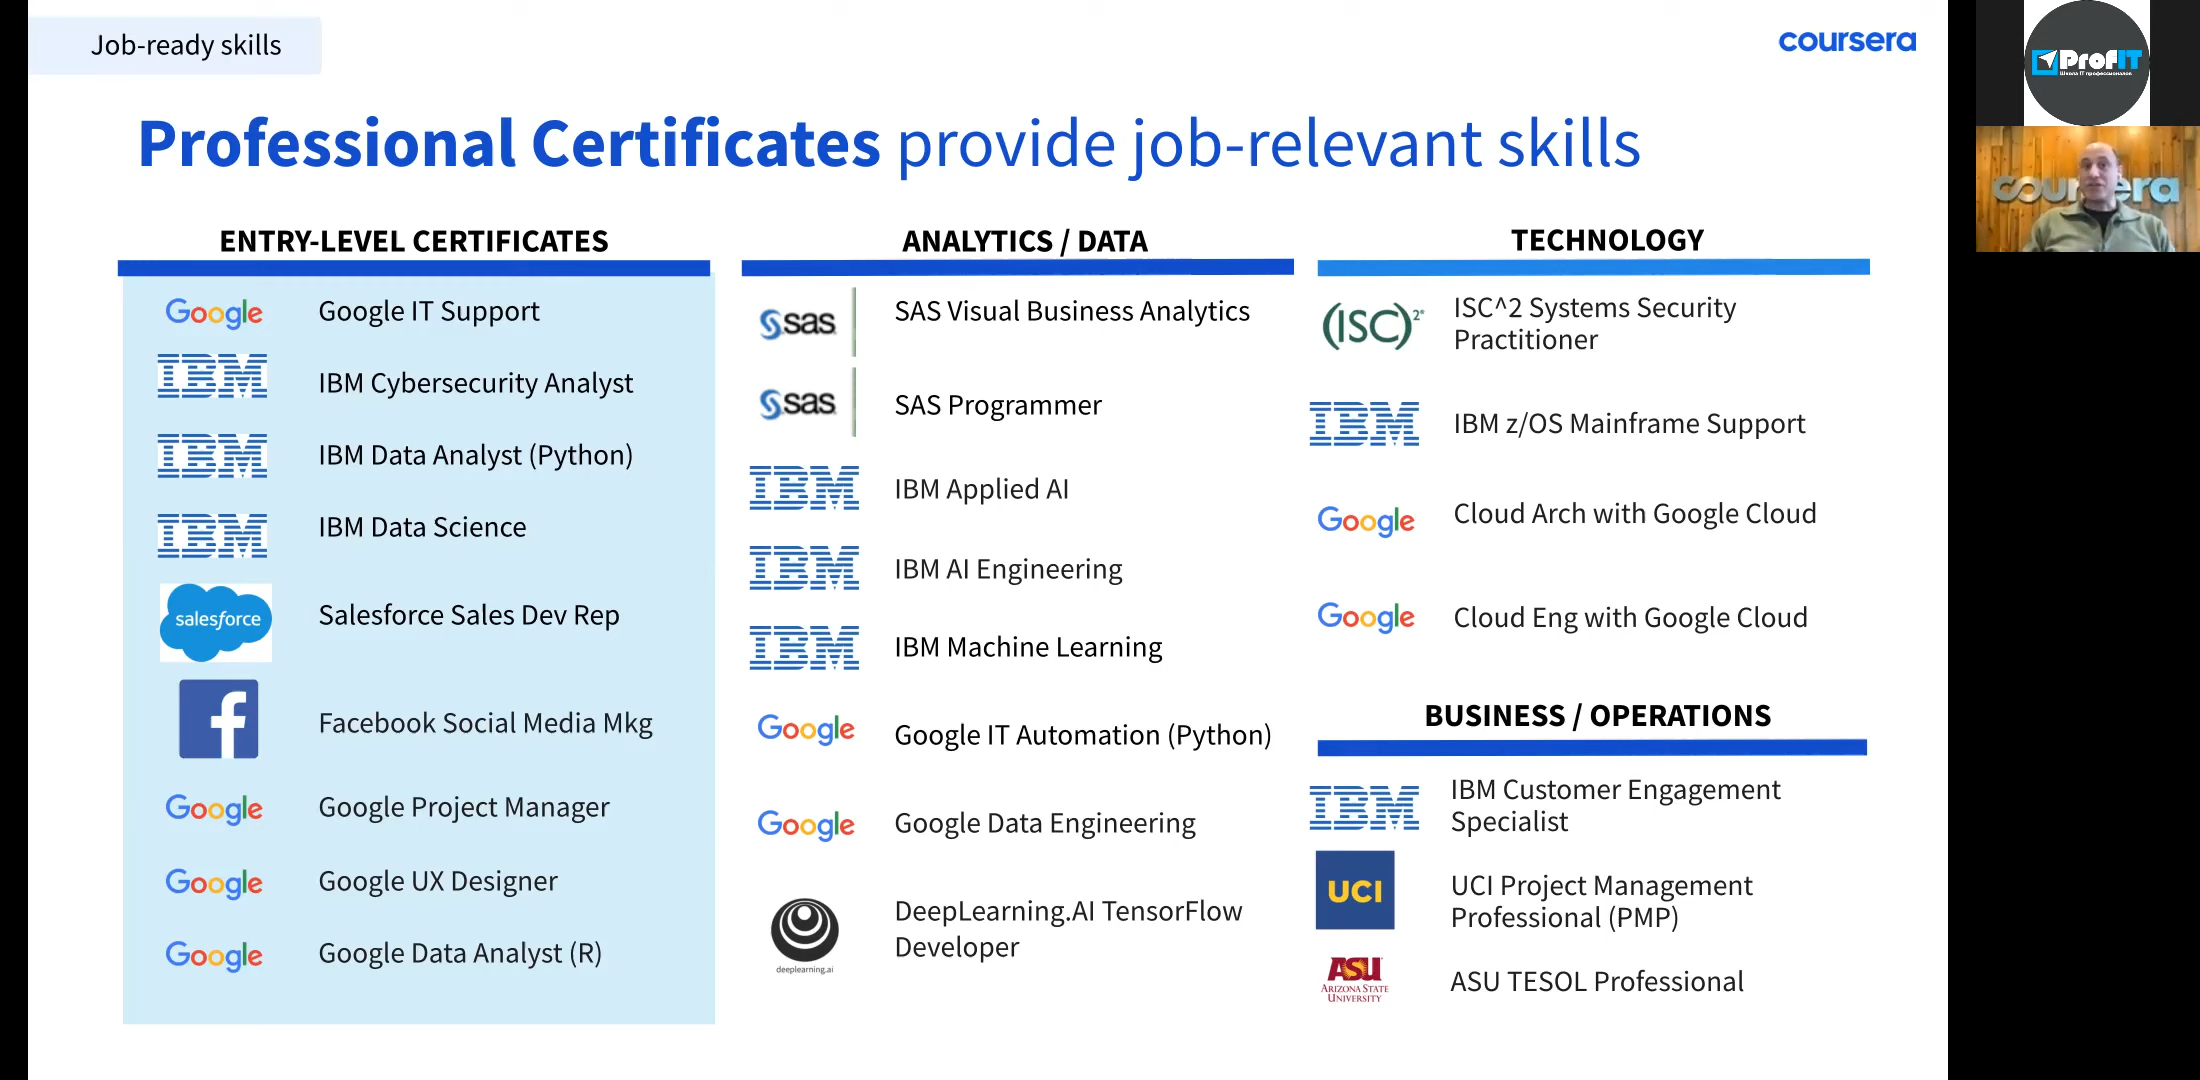 Job-ready skills
coursera
Professional Certificates provide job-relevant skills
ENTRY-LEVEL CERTIFICATES
Google Google IT Support
IBM IBM Cybersecurity Analyst
IBM IBM Data Analyst (Python)
IBM IBM Data Science
salesforce Salesforce Sales Dev Rep
f Facebook Social Media Mkg
Google Google Project Manager
Google Google UX Designer
Google Google Data Analyst (R)
ANALYTICS / DATA
sas SAS Visual Business Analytics
sas SAS Programmer
IBM IBM Applied AI
IBM IBM AI Engineering
IBM IBM Machine Learning
Google Google IT Automation (Python)
Google Google Data Engineering
deeplearning.ai DeepLearning.AI TensorFlow
Developer
TECHNOLOGY
(ISC)²® ISC^2 Systems Security
Practitioner
IBM IBM z/OS Mainframe Support
Google Cloud Arch with Google Cloud
Google Cloud Eng with Google Cloud
BUSINESS / OPERATIONS
IBM IBM Customer Engagement
Specialist
UCI UCI Project Management
Professional (PMP)
ASU ASU TESOL Professional
ARIZONA STATE
UNIVERSITY
ProfIT
Школа IT профессионалов
coursera